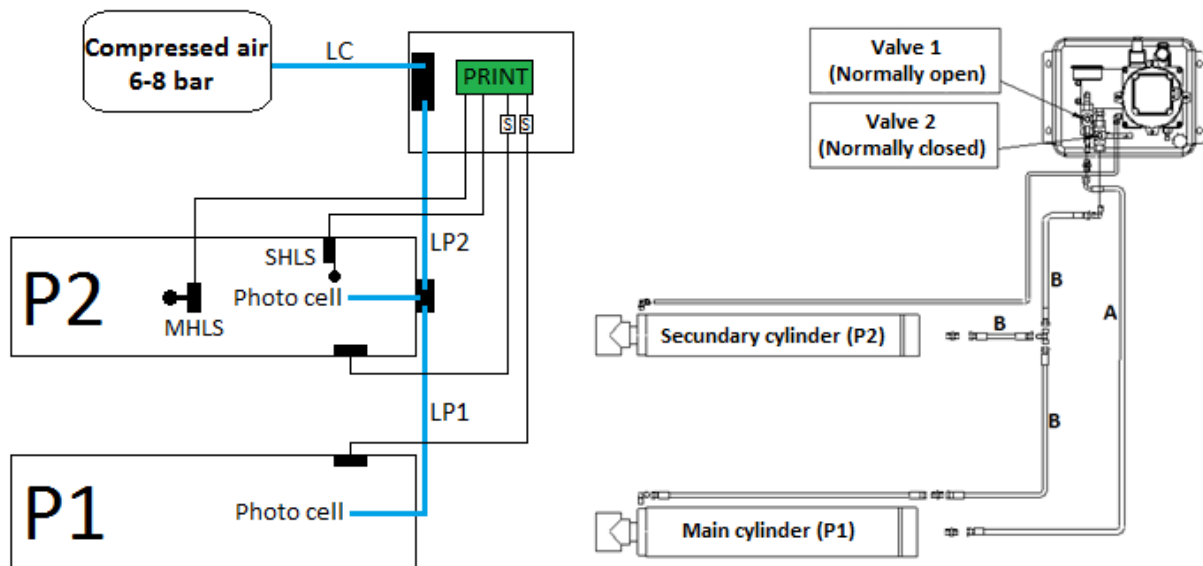 Compressed air
6-8 bar
LC
PRINT
S S
LP2
P2
SHLS
Photo cell
MHLS
LP1
P1
Photo cell
Valve 1
(Normally open)
Valve 2
(Normally closed)
B
A
B
Secundary cylinder (P2)
B
Main cylinder (P1)